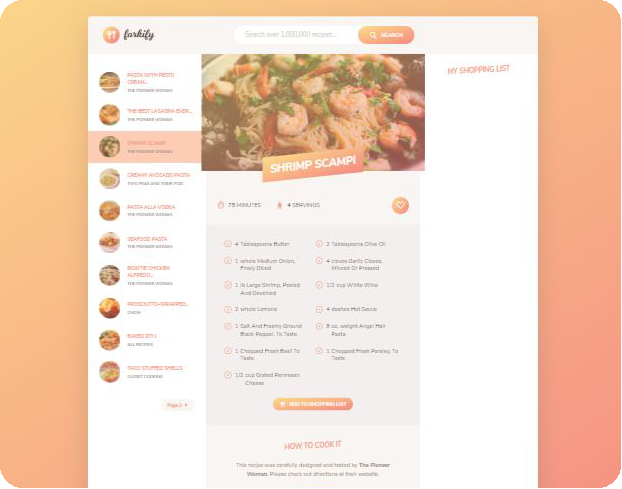 forkify
Search over 1,000,000 recipes...
SEARCH
PASTA WITH PESTO
CREAM...
THE PIONEER WOMAN
THE BEST LASAGNA EVER...
THE PIONEER WOMAN
SHRIMP SCAMPI
THE PIONEER WOMAN
CREAMY AVOCADO PASTA
TWO PEAS AND THEIR POD
PASTA ALLA VODKA
THE PIONEER WOMAN
SEAFOOD PASTA
THE PIONEER WOMAN
BOWTIE CHICKEN
ALFREDO...
THE PIONEER WOMAN
PROSCIUTTO-WRAPPED...
BAKED ZITI I
ALL RECIPES
TACO STUFFED SHELLS
CLOSET COOKING
Page 2
SHRIMP SCAMPI
75 MINUTES
4 SERVINGS
4 Tablespoons Butter
2 Tablespoons Olive Oil
1 whole Medium Onion,
Finely Diced
4 cloves Garlic Cloves,
Minced Or Pressed
1 lb Large Shrimp, Peeled
And Deveined
1/2 cup White Wine
2 whole Lemons
4 dashes Hot Sauce
1 Salt And Freshly Ground
Black Pepper, To Taste
8 oz. weight Angel Hair
Pasta
1 Chopped Fresh Basil To
Taste
1 Chopped Fresh Parsley, To
Taste
1/2 cup Grated Parmesan
Cheese
ADD TO SHOPPING LIST
HOW TO COOK IT
This recipe was carefully designed and tested by The Pioneer
Woman. Please check out directions at their website.
MY SHOPPING LIST